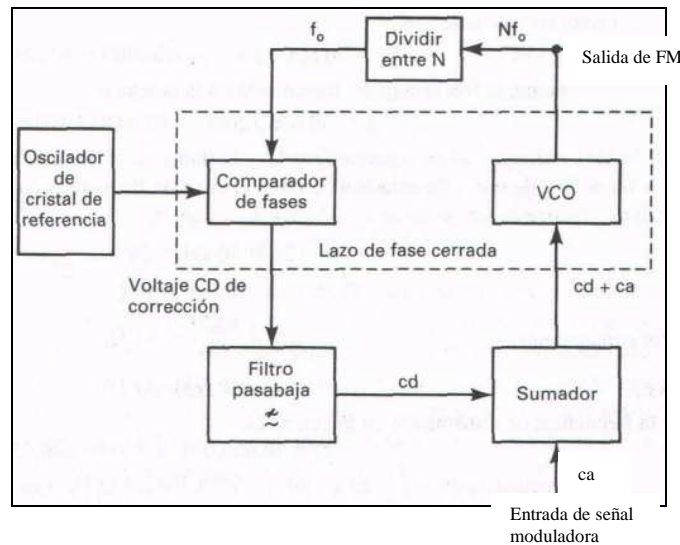 f₀
Dividir
entre N
Nf₀
Salida de FM
Oscilador
de
cristal de
referencia
Comparador
de fases
VCO
Lazo de fase cerrada
Voltaje CD de
corrección
cd + ca
Filtro
pasabaja
cd
Sumador
ca
Entrada de señal
moduladora